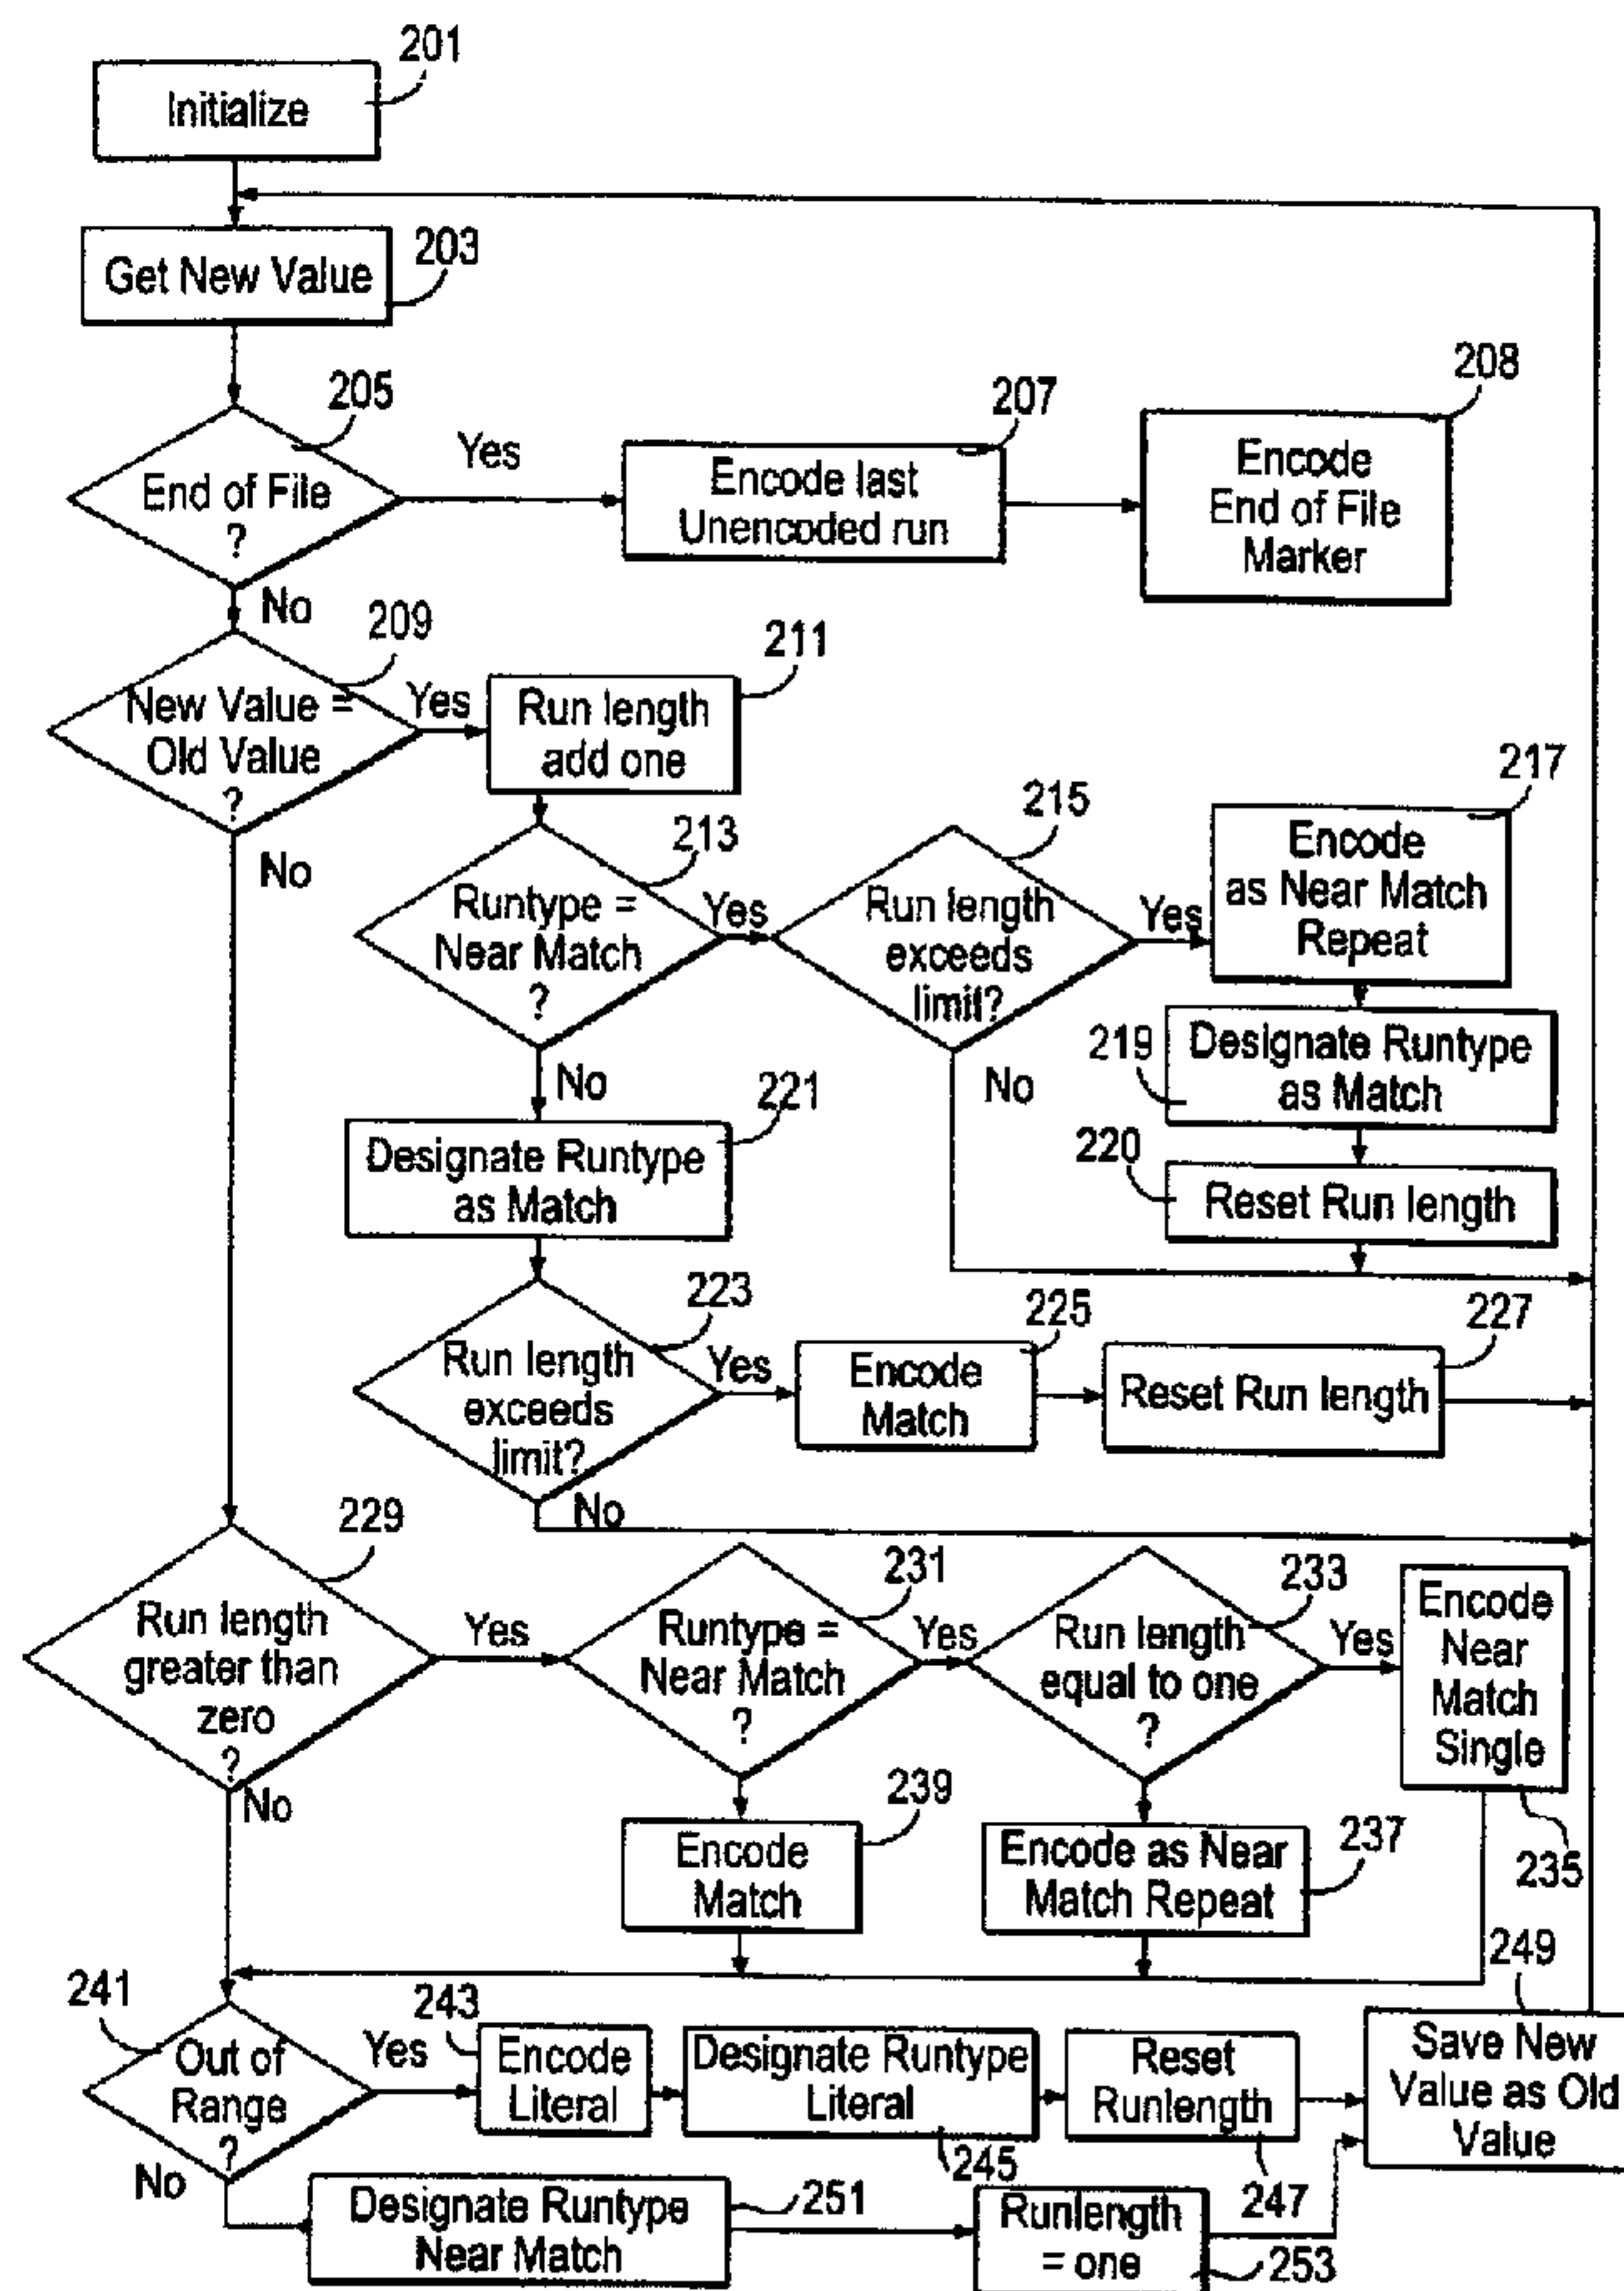 201
Initialize
Get New Value
203
205
End of File
?
Yes
207
Encode last
Unencoded run
208
Encode
End of File
Marker
No
209
New Value =
Old Value
?
Yes
211
Run length
add one
No
213
Runtype =
Near Match
?
Yes
215
Run length
exceeds
limit?
Yes
217
Encode
as Near Match
Repeat
No
219
Designate Runtype
as Match
220
Reset Run length
No
221
Designate Runtype
as Match
223
Run length
exceeds
limit?
Yes
225
Encode
Match
227
Reset Run length
No
229
Run length
greater than
zero
?
Yes
231
Runtype =
Near Match
?
Yes
233
Run length
equal to one
?
Yes
Encode
Near
Match
Single
235
No
239
Encode
Match
237
Encode as Near
Match Repeat
241
Out of
Range
?
Yes
243
Encode
Literal
Designate Runtype
Literal
245
Reset
Runlength
247
249
Save New
Value as Old
Value
No
Designate Runtype
Near Match
251
Runlength
= one
253